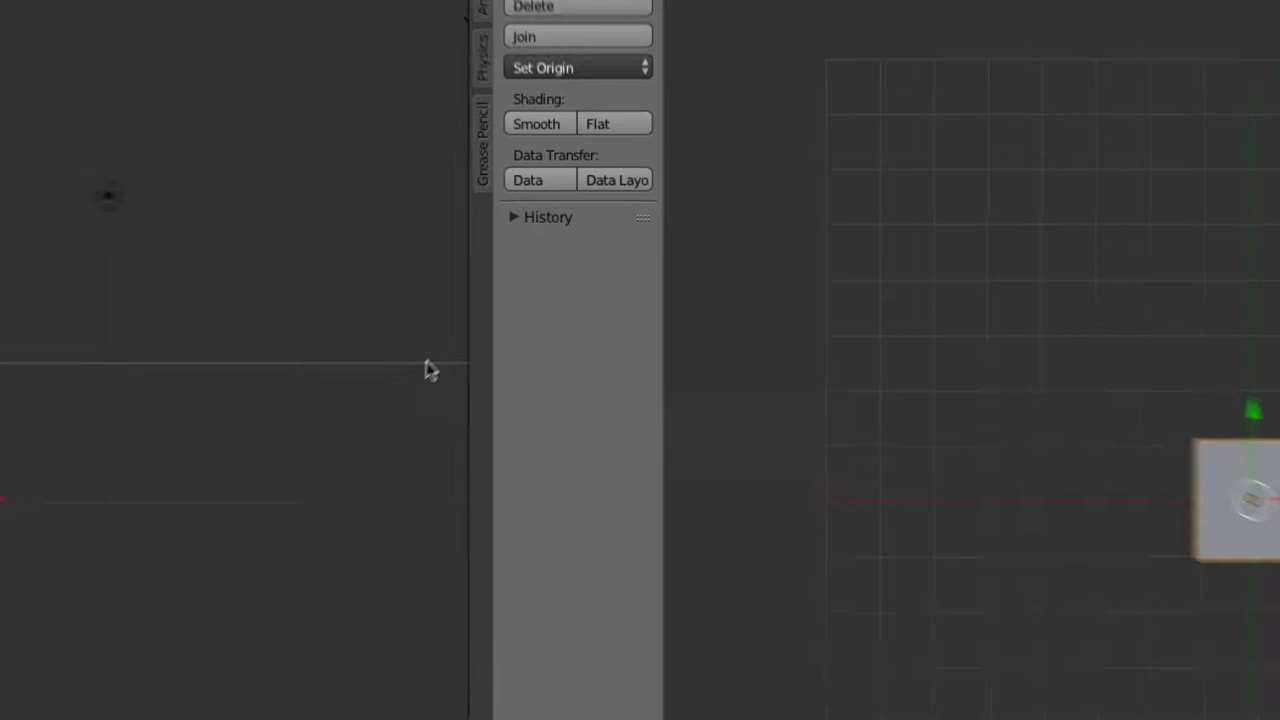 Delete
Join
Set Origin
Shading:
Smooth Flat
Data Transfer:
Data Data Layo
History
Physics
Grease Pencil